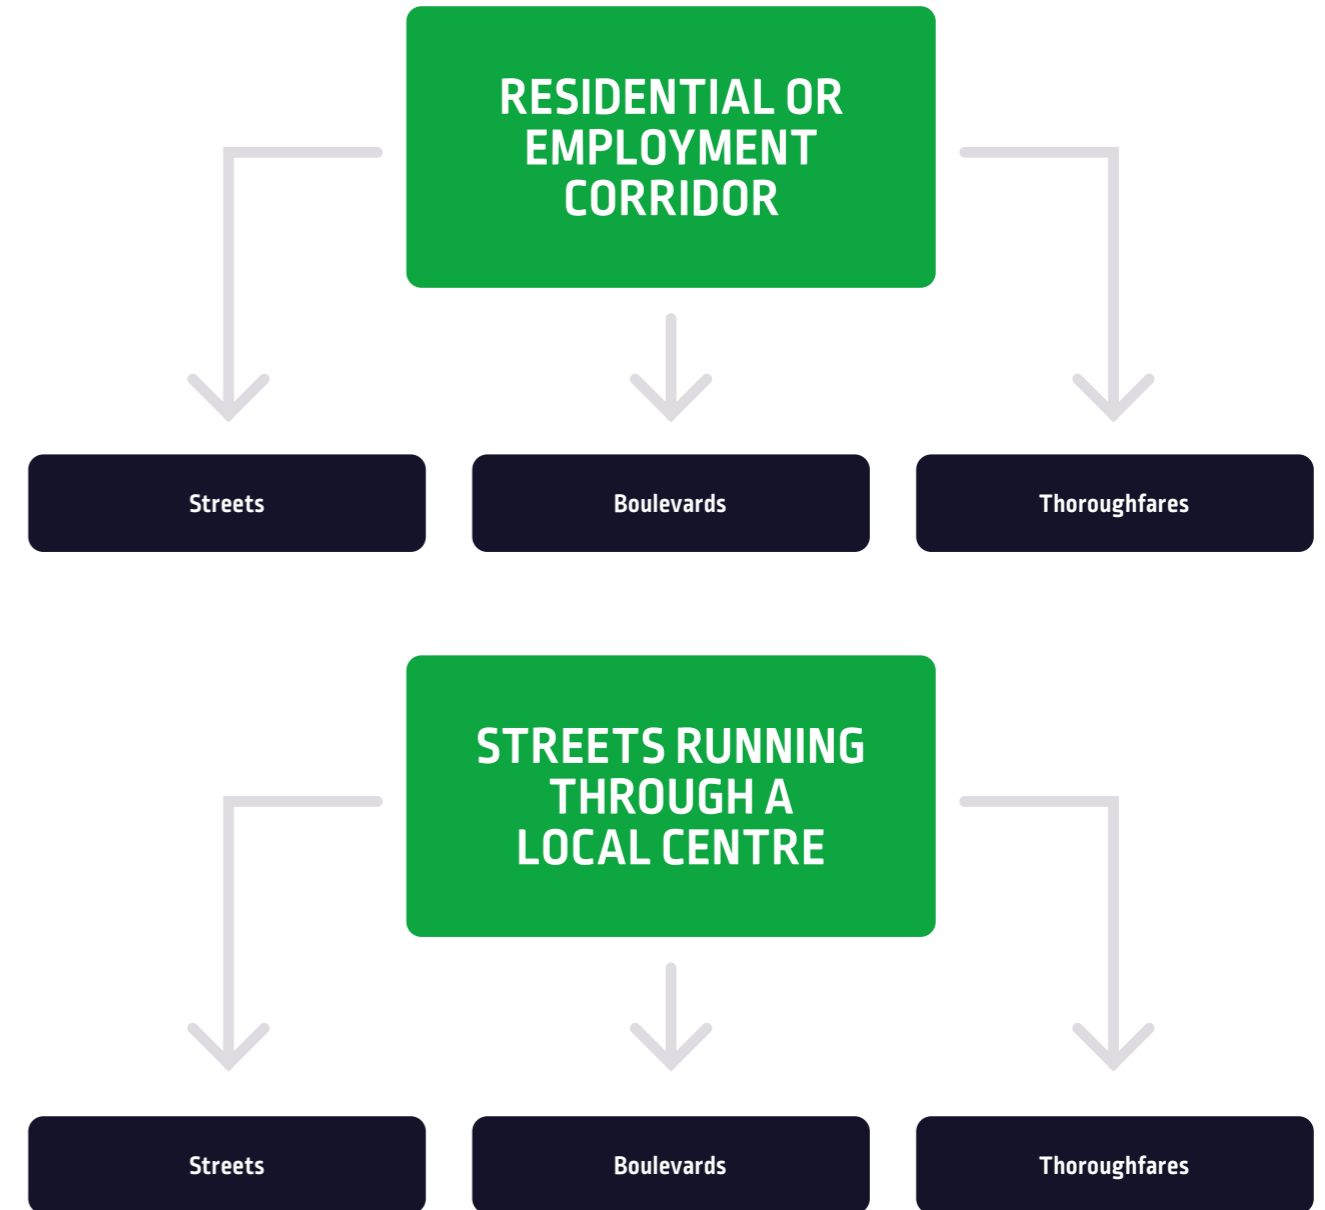 RESIDENTIAL OR
EMPLOYMENT
CORRIDOR
Streets
Boulevards
Thoroughfares
STREETS RUNNING
THROUGH A
LOCAL CENTRE
Streets
Boulevards
Thoroughfares